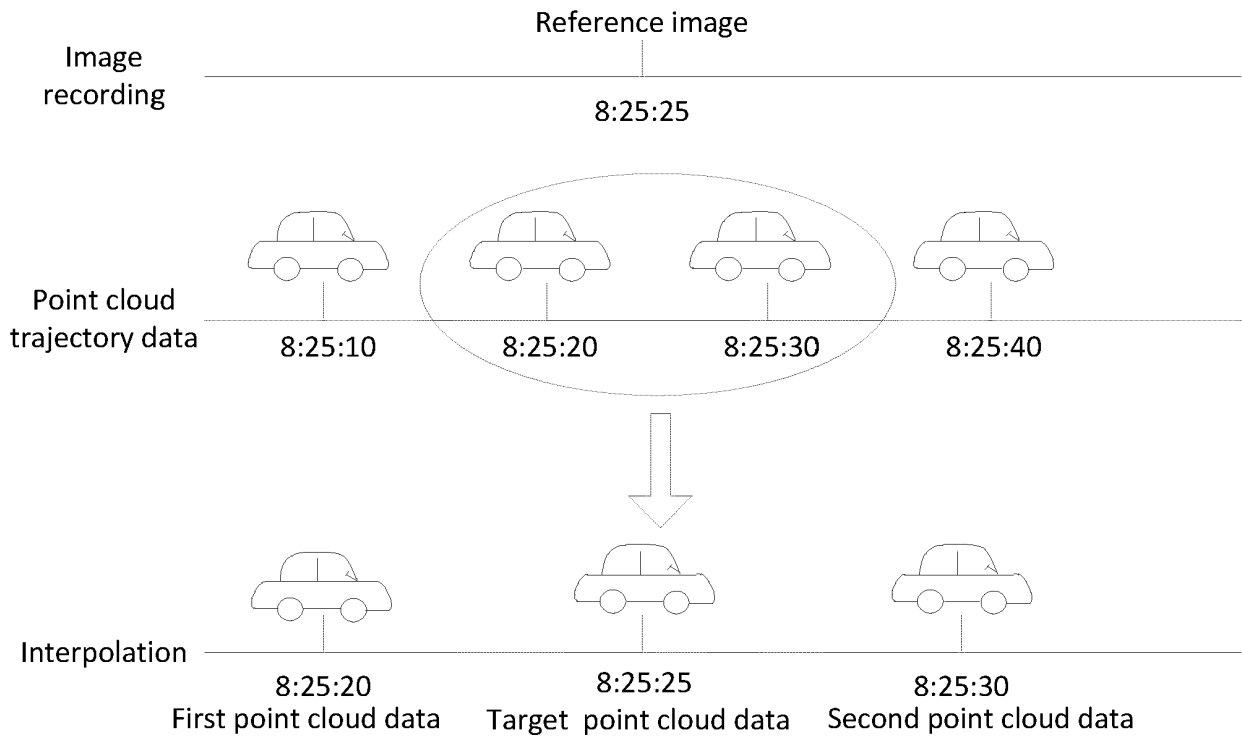 Reference image
Image
recording
8:25:25
Point cloud
trajectory data
8:25:10
8:25:20
8:25:30
8:25:40
Interpolation
8:25:20
8:25:25
8:25:30
First point cloud data
Target point cloud data
Second point cloud data